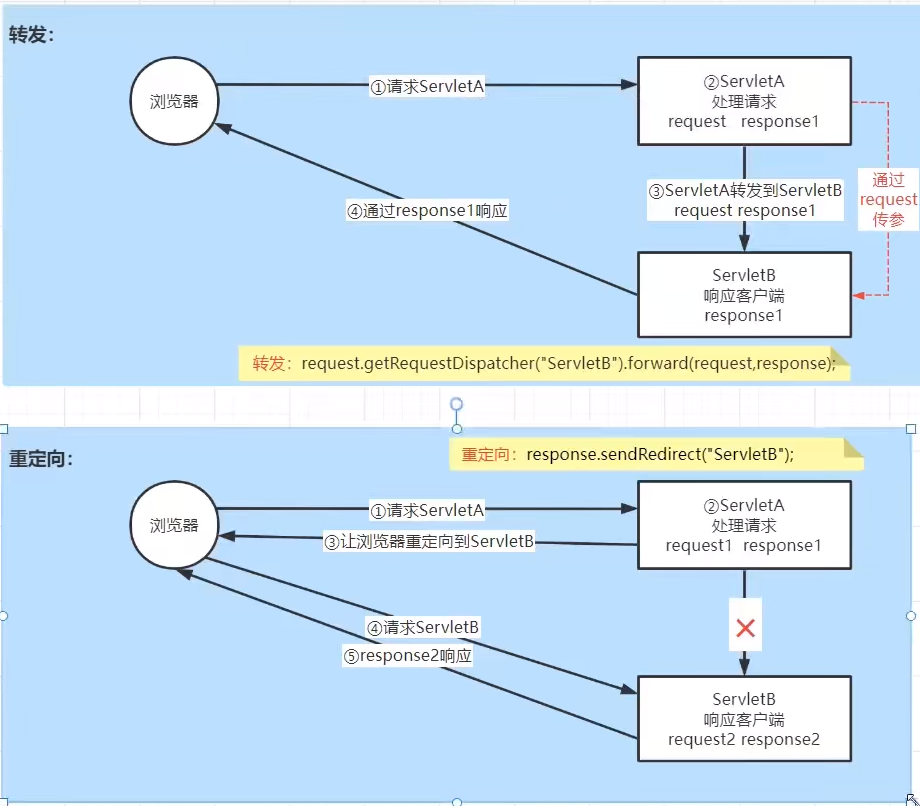 转发：
浏览器
①请求ServletA
②ServletA
处理请求
request response1
③ServletA转发到ServletB
request response1
通过
request
传参
④通过response1响应
ServletB
响应客户端
response1
转发：request.getRequestDispatcher("ServletB").forward(request,response);
重定向：
重定向：response.sendRedirect("ServletB");
浏览器
①请求ServletA
②ServletA
处理请求
request1 response1
③让浏览器重定向到ServletB
④请求ServletB
⑤response2响应
ServletB
响应客户端
request2 response2